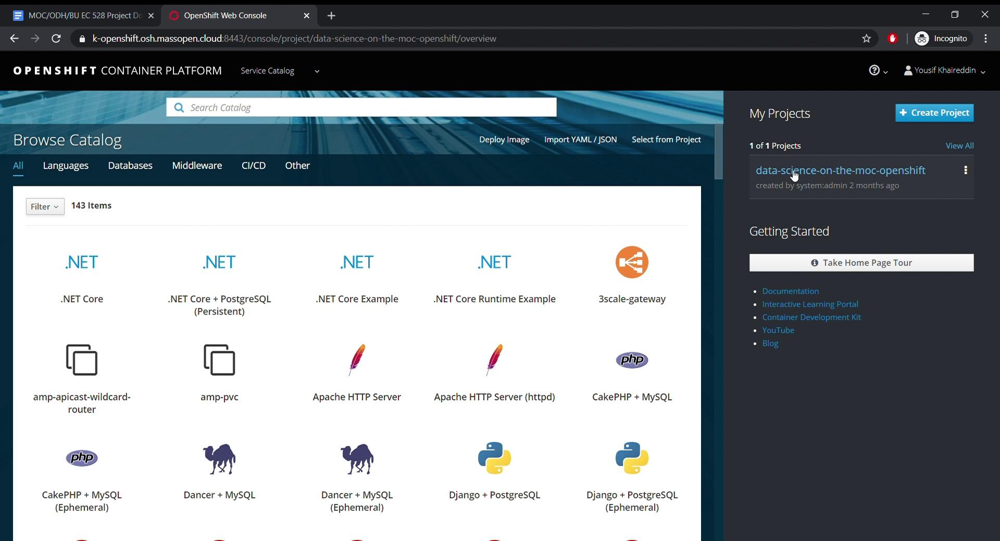 MOC/ODH/BU EC 528 Project Do
OpenShift Web Console
k-openshift.osh.massopen.cloud:8443/console/project/data-science-on-the-moc-openshift/overview
Incognito
OPENSHIFT CONTAINER PLATFORM
Service Catalog
Yousif Khaireddin
Search Catalog
Browse Catalog
Deploy Image
Import YAML / JSON
Select from Project
All
Languages
Databases
Middleware
CI/CD
Other
Filter
143 Items
.NET
.NET
.NET
.NET
.NET Core
.NET Core + PostgreSQL
(Persistent)
.NET Core Example
.NET Core Runtime Example
3scale-gateway
php
amp-apicast-wildcard-
router
amp-pvc
Apache HTTP Server
Apache HTTP Server (httpd)
CakePHP + MySQL
php
CakePHP + MySQL
(Ephemeral)
Dancer + MySQL
Dancer + MySQL
(Ephemeral)
Django + PostgreSQL
Django + PostgreSQL
(Ephemeral)
My Projects
+ Create Project
1 of 1 Projects
View All
data-science-on-the-moc-openshift
created by system:admin 2 months ago
Getting Started
Take Home Page Tour
Documentation
Interactive Learning Portal
Container Development Kit
YouTube
Blog